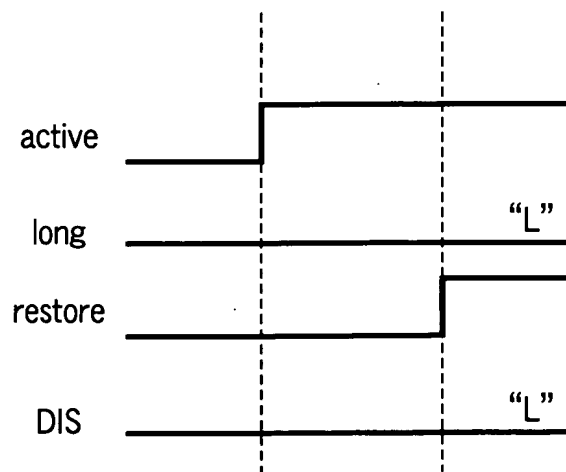 active
long “L”
restore
DIS “L”